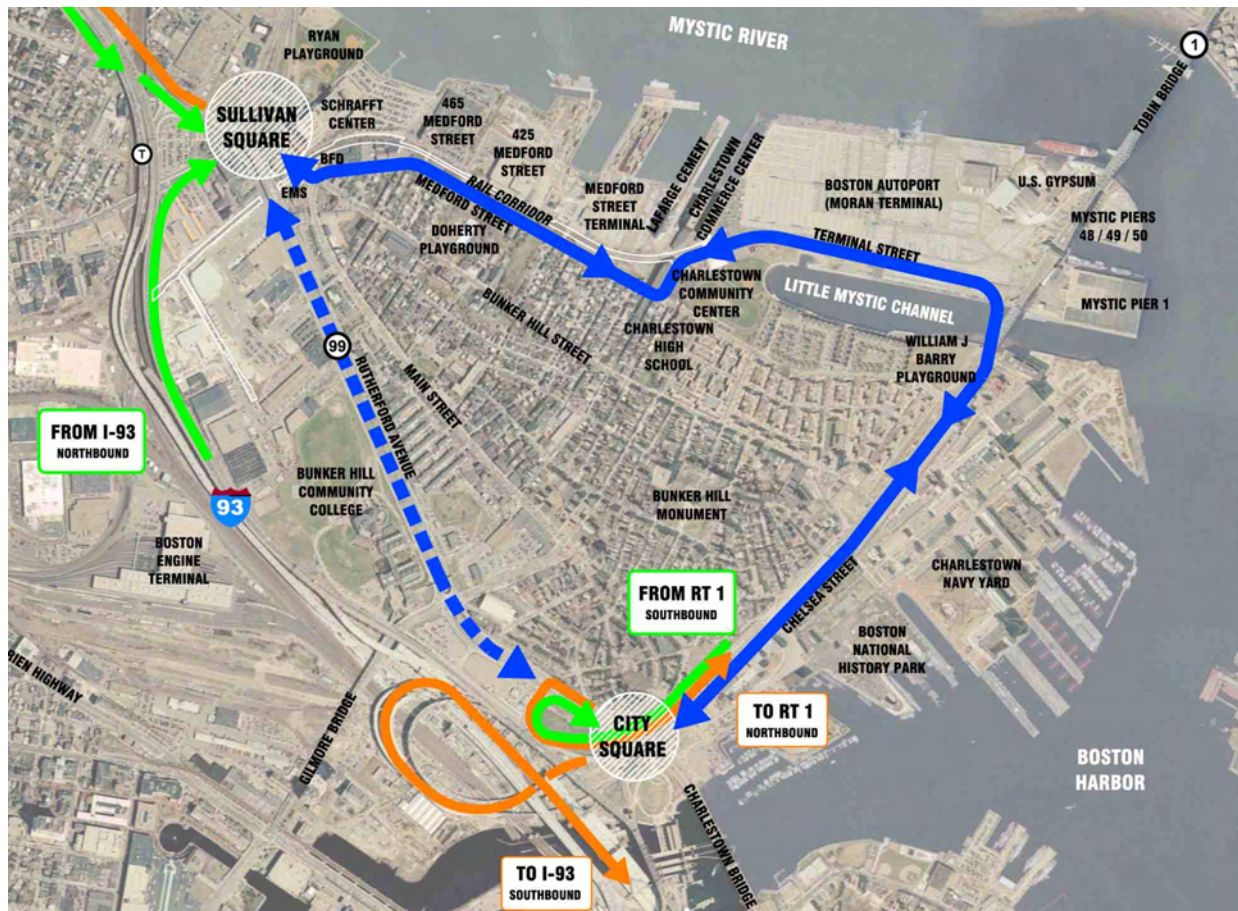 MYSTIC RIVER
1
TOBIN BRIDGE
RYAN
PLAYGROUND
SULLIVAN
SQUARE
SCHRAFFT
CENTER
465
MEDFORD
STREET
425
MEDFORD
STREET
T
BFD
EMS
RAIL CORRIDOR
MEDFORD STREET
DOHERTY
PLAYGROUND
MEDFORD
STREET
TERMINAL
LAFARGE CEMENT
CHARLESTOWN
COMMERCE CENTER
BOSTON AUTOPORT
(MORAN TERMINAL)
U.S. GYPSUM
MYSTIC PIERS
48 / 49 / 50
TERMINAL STREET
CHARLESTOWN
COMMUNITY
CENTER
LITTLE MYSTIC CHANNEL
MYSTIC PIER 1
BUNKER HILL STREET
CHARLESTOWN
HIGH
SCHOOL
WILLIAM J
BARRY
PLAYGROUND
99
RUTHERFORD AVENUE
MAIN STREET
FROM I-93
NORTHBOUND
93
BUNKER HILL
COMMUNITY
COLLEGE
BUNKER HILL
MONUMENT
BOSTON
ENGINE
TERMINAL
FROM RT 1
SOUTHBOUND
CHELSEA STREET
CHARLESTOWN
NAVY YARD
BOSTON
NATIONAL
HISTORY PARK
RIEN HIGHWAY
GILMORE BRIDGE
CITY
SQUARE
TO RT 1
NORTHBOUND
BOSTON
HARBOR
CHARLESTOWN BRIDGE
TO I-93
SOUTHBOUND